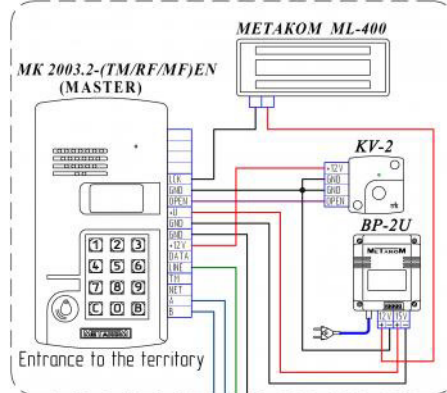 METAKOM ML-400
MK 2003.2-(TM/RF/MF)EN
(MASTER)
KV-2
+12V
GND
GND
OPEN
BP-2U
METAKOM
12V 15V
+ - + -
LCK
GND
OPEN
+U
GND
GND
+12V
DATA
LINE
TM
NET
A
B
1 2 3
4 5 6
7 8 9
C 0 B
METAKOM
Entrance to the territory